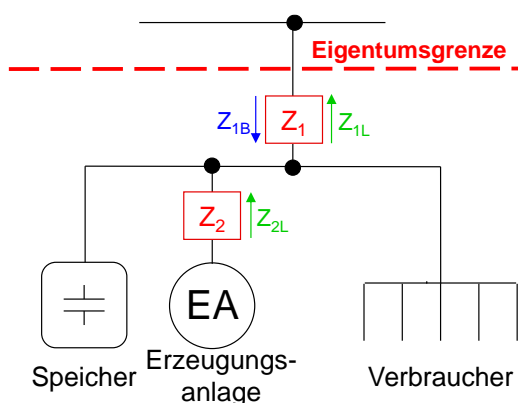 Eigentumsgrenze
Z1B Z1 Z1L
Z2 Z2L
EA
Speicher
Erzeugungs-
anlage
Verbraucher